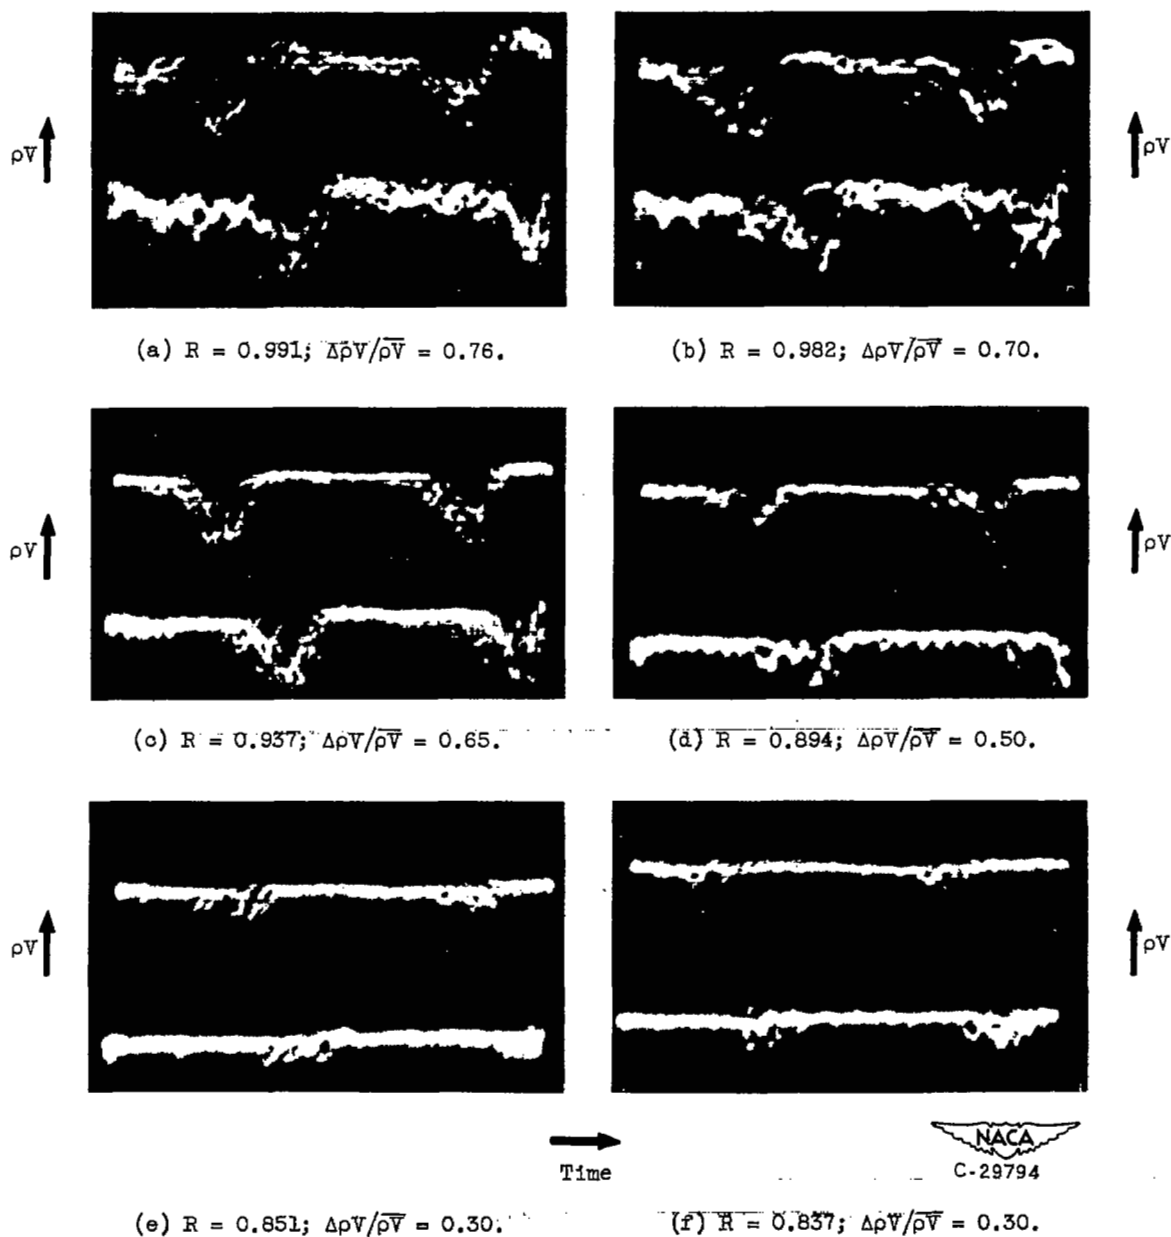 ρV
ρV
(a) R = 0.991; ΔρV/ρV̅ = 0.76.
(b) R = 0.982; ΔρV/ρV̅ = 0.70.
ρV
ρV
(c) R = 0.937; ΔρV/ρV̅ = 0.65.
(d) R = 0.894; ΔρV/ρV̅ = 0.50.
ρV
ρV
Time
NACA
C-29794
(e) R = 0.851; ΔρV/ρV̅ = 0.30.
(f) R = 0.837; ΔρV/ρV̅ = 0.30.